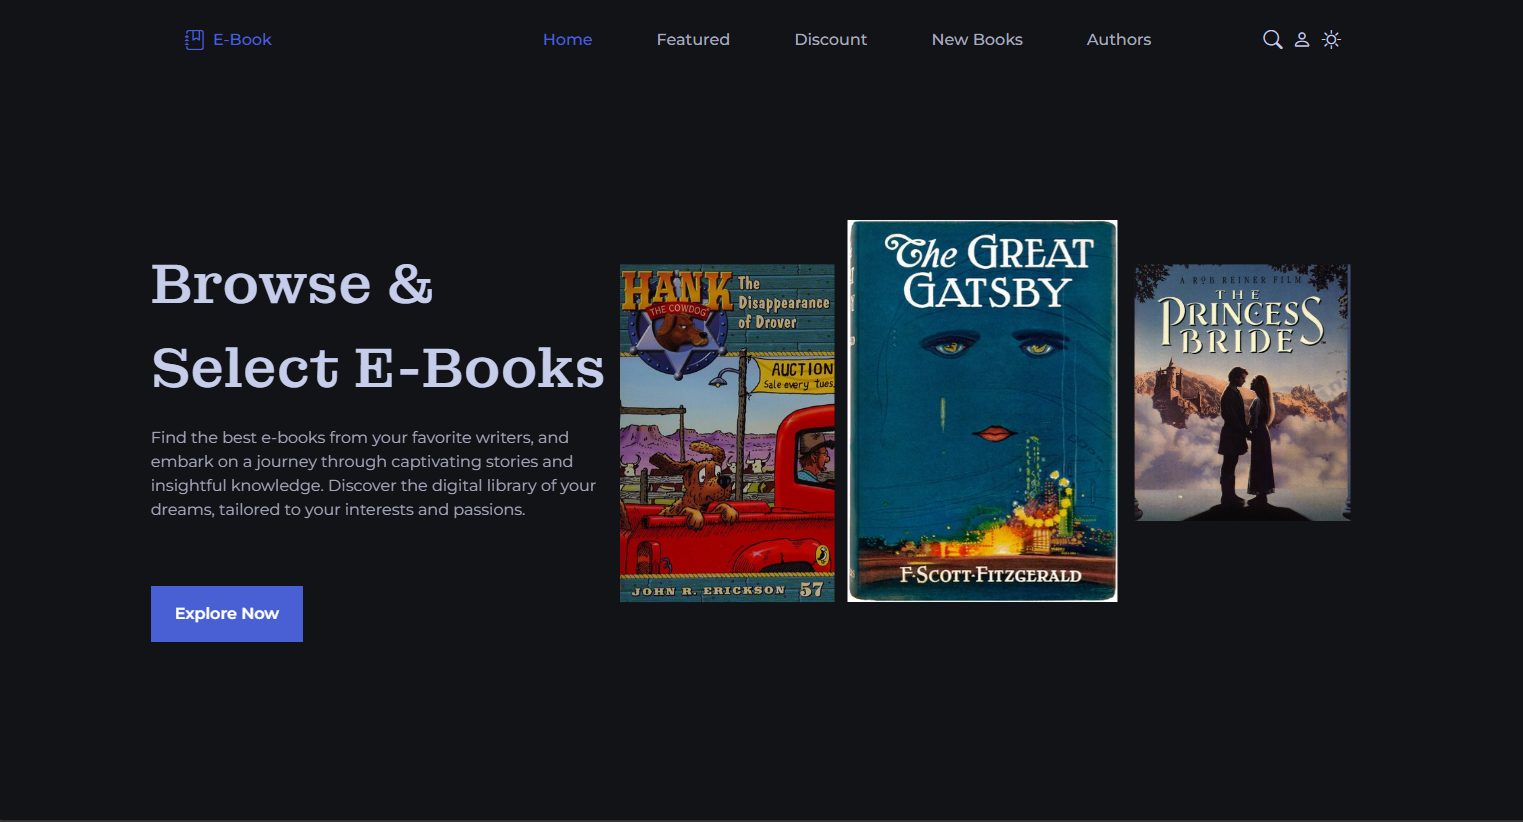 E-Book
Home
Featured
Discount
New Books
Authors
Browse &
Select E-Books
Find the best e-books from your favorite writers, and
embark on a journey through captivating stories and
insightful knowledge. Discover the digital library of your
dreams, tailored to your interests and passions.
Explore Now
HANK
THE COWDOG
The
Disappearance
of Drover
AUCTION
Sale every Tues.
JOHN R. ERICKSON 57
The GREAT
GATSBY
F·SCOTT·FITZGERALD
A ROB REINER FILM
THE
PRINCESS
BRIDE